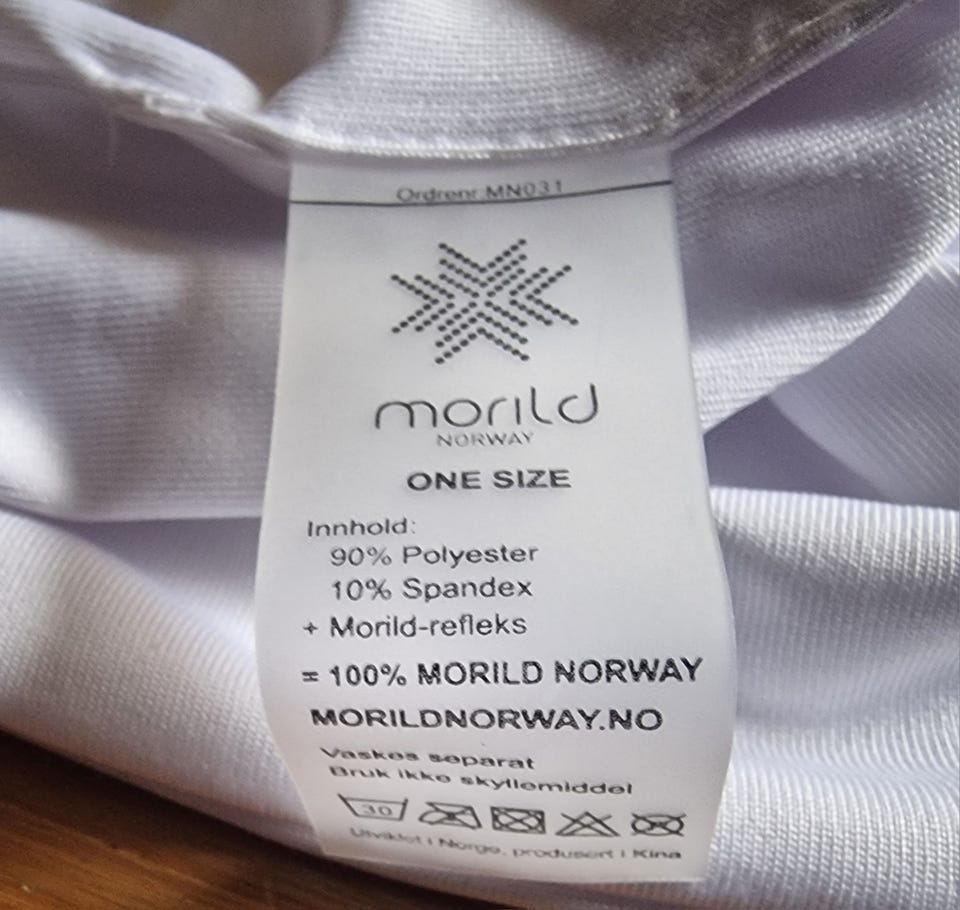 Ordrenr:MN031
morild
NORWAY
ONE SIZE
Innhold:
90% Polyester
10% Spandex
+ Morild-refleks
= 100% MORILD NORWAY
MORILDNORWAY.NO
Vaskes separat
Bruk ikke skyllemiddel
30
Utviklet i Norge, produsert i Kina